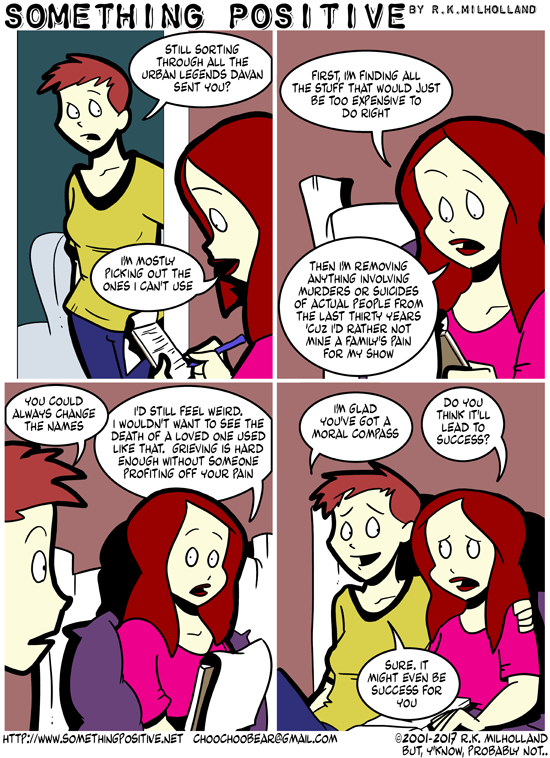 SOMETHING POSITIVE BY R.K.MILHOLLAND
STILL SORTING
THROUGH ALL THE
URBAN LEGENDS DAVAN
SENT YOU?
I'M MOSTLY
PICKING OUT THE
ONES I CAN'T USE
FIRST, I'M FINDING ALL
THE STUFF THAT WOULD JUST
BE TOO EXPENSIVE TO
DO RIGHT
THEN I'M REMOVING
ANYTHING INVOLVING
MURDERS OR SUICIDES
OF ACTUAL PEOPLE FROM
THE LAST THIRTY YEARS
'CUZ I'D RATHER NOT
MINE A FAMILY'S PAIN
FOR MY SHOW
YOU COULD
ALWAYS CHANGE
THE NAMES
I'D STILL FEEL WEIRD.
I WOULDN'T WANT TO SEE THE
DEATH OF A LOVED ONE USED
LIKE THAT. GRIEVING IS HARD
ENOUGH WITHOUT SOMEONE
PROFITING OFF YOUR PAIN
I'M GLAD
YOU'VE GOT A
MORAL COMPASS
DO YOU
THINK IT'LL
LEAD TO
SUCCESS?
SURE. IT
MIGHT EVEN BE
SUCCESS FOR
YOU
HTTP://WWW.SOMETHINGPOSITIVE.NET CHOOCHOOBEAR@GMAIL.COM
©2001-2017 R.K. MILHOLLAND
BUT, Y'KNOW, PROBABLY NOT..